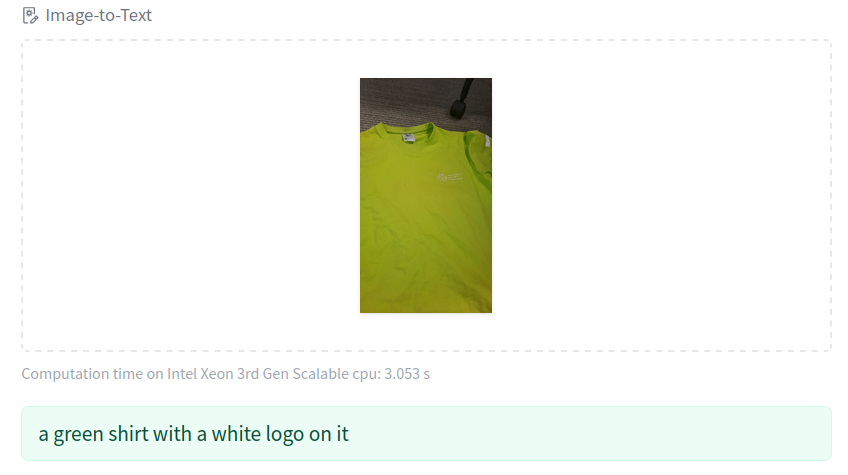 Image-to-Text
Computation time on Intel Xeon 3rd Gen Scalable cpu: 3.053 s
a green shirt with a white logo on it